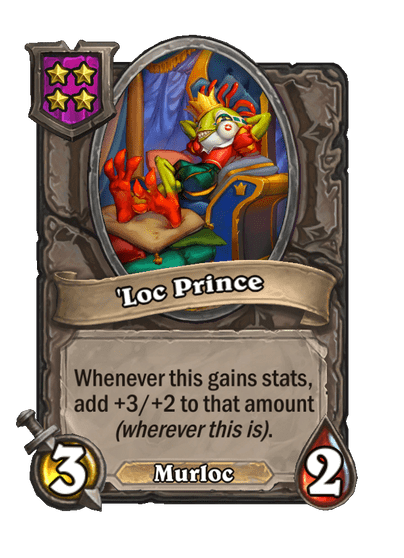 'Loc Prince
Whenever this gains stats,
add +3/+2 to that amount
(wherever this is).
3
Murloc
2